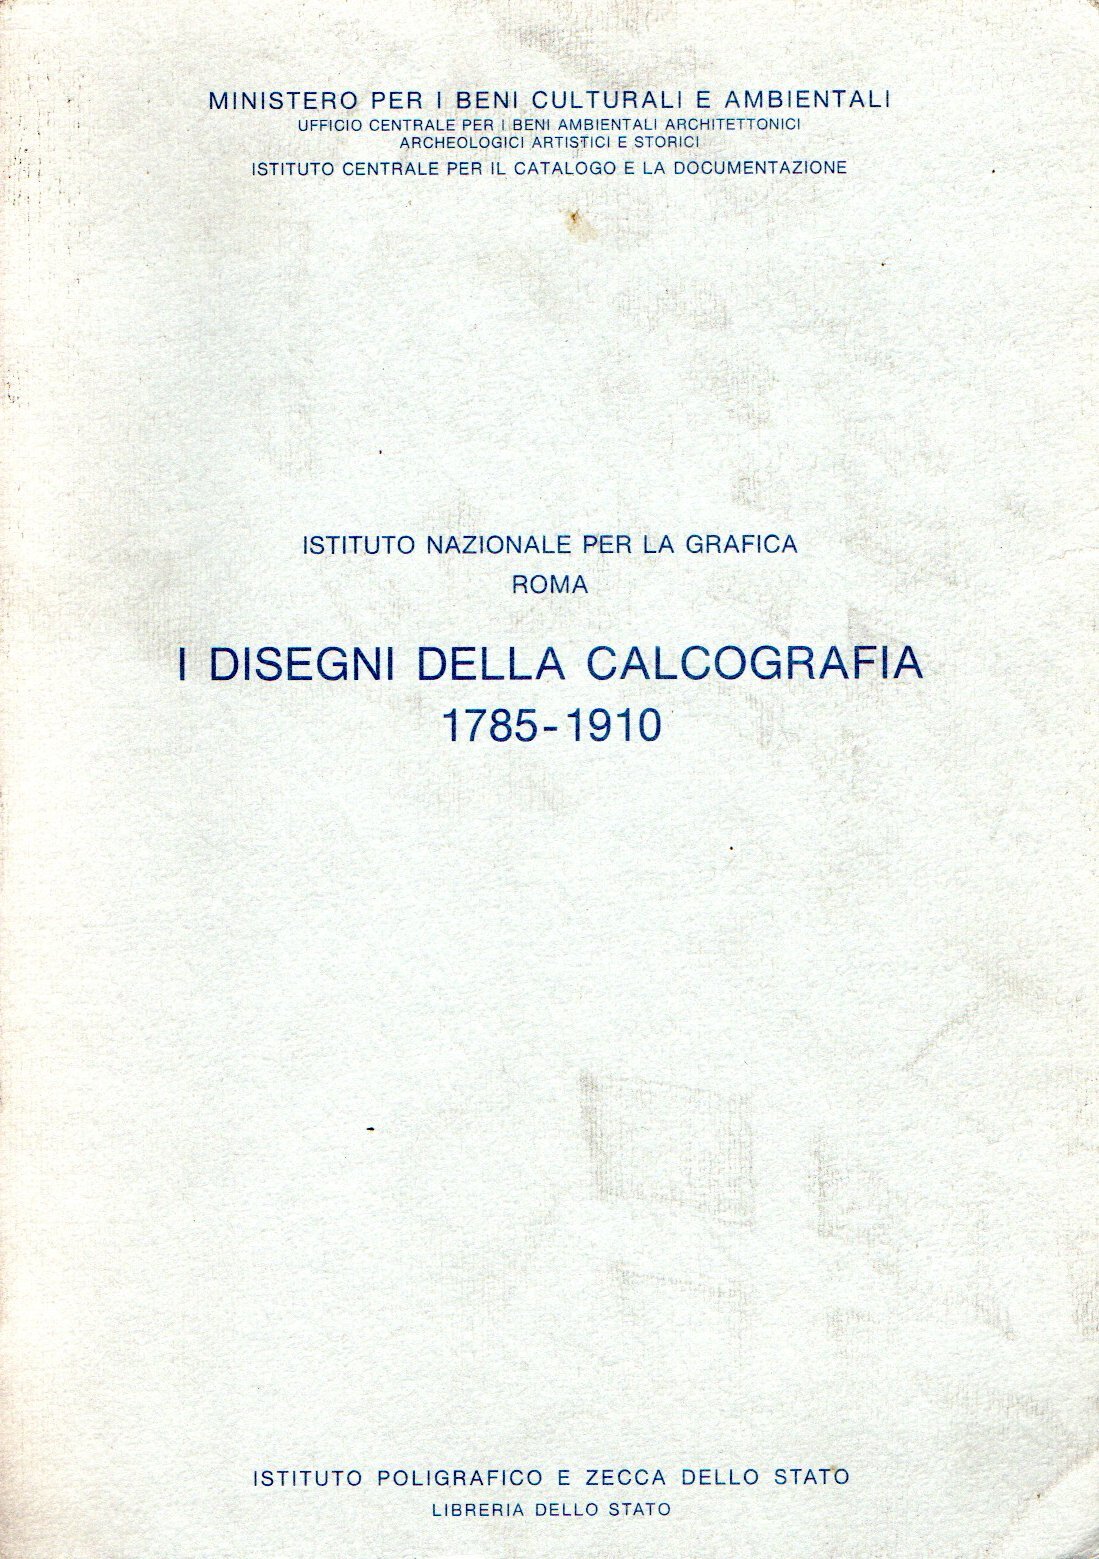 MINISTERO PER I BENI CULTURALI E AMBIENTALI
UFFICIO CENTRALE PER I BENI AMBIENTALI ARCHITETTONICI
ARCHEOLOGICI ARTISTICI E STORICI
ISTITUTO CENTRALE PER IL CATALOGO E LA DOCUMENTAZIONE
ISTITUTO NAZIONALE PER LA GRAFICA
ROMA
I DISEGNI DELLA CALCOGRAFIA
1785-1910
ISTITUTO POLIGRAFICO E ZECCA DELLO STATO
LIBRERIA DELLO STATO